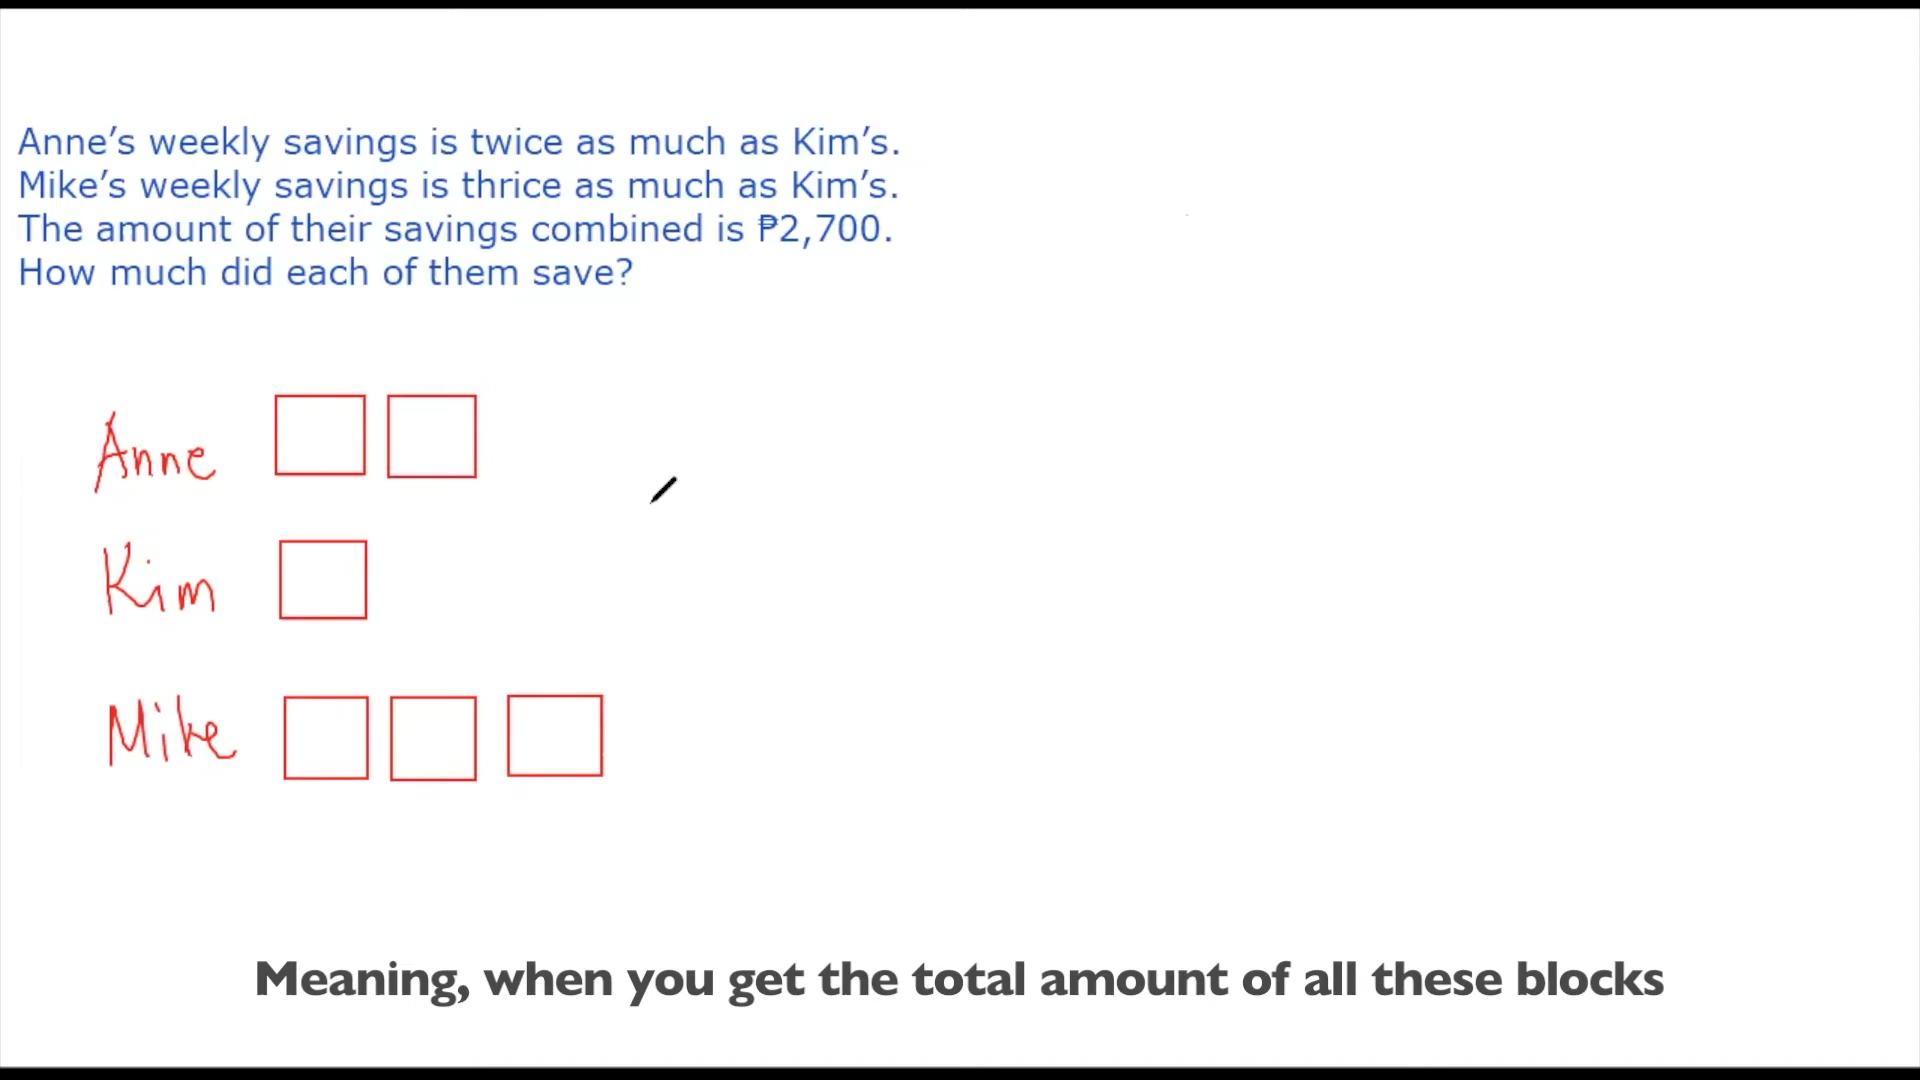 Anne’s weekly savings is twice as much as Kim’s.
Mike’s weekly savings is thrice as much as Kim’s.
The amount of their savings combined is ₱2,700.
How much did each of them save?
Anne
Kim
Mike
Meaning, when you get the total amount of all these blocks